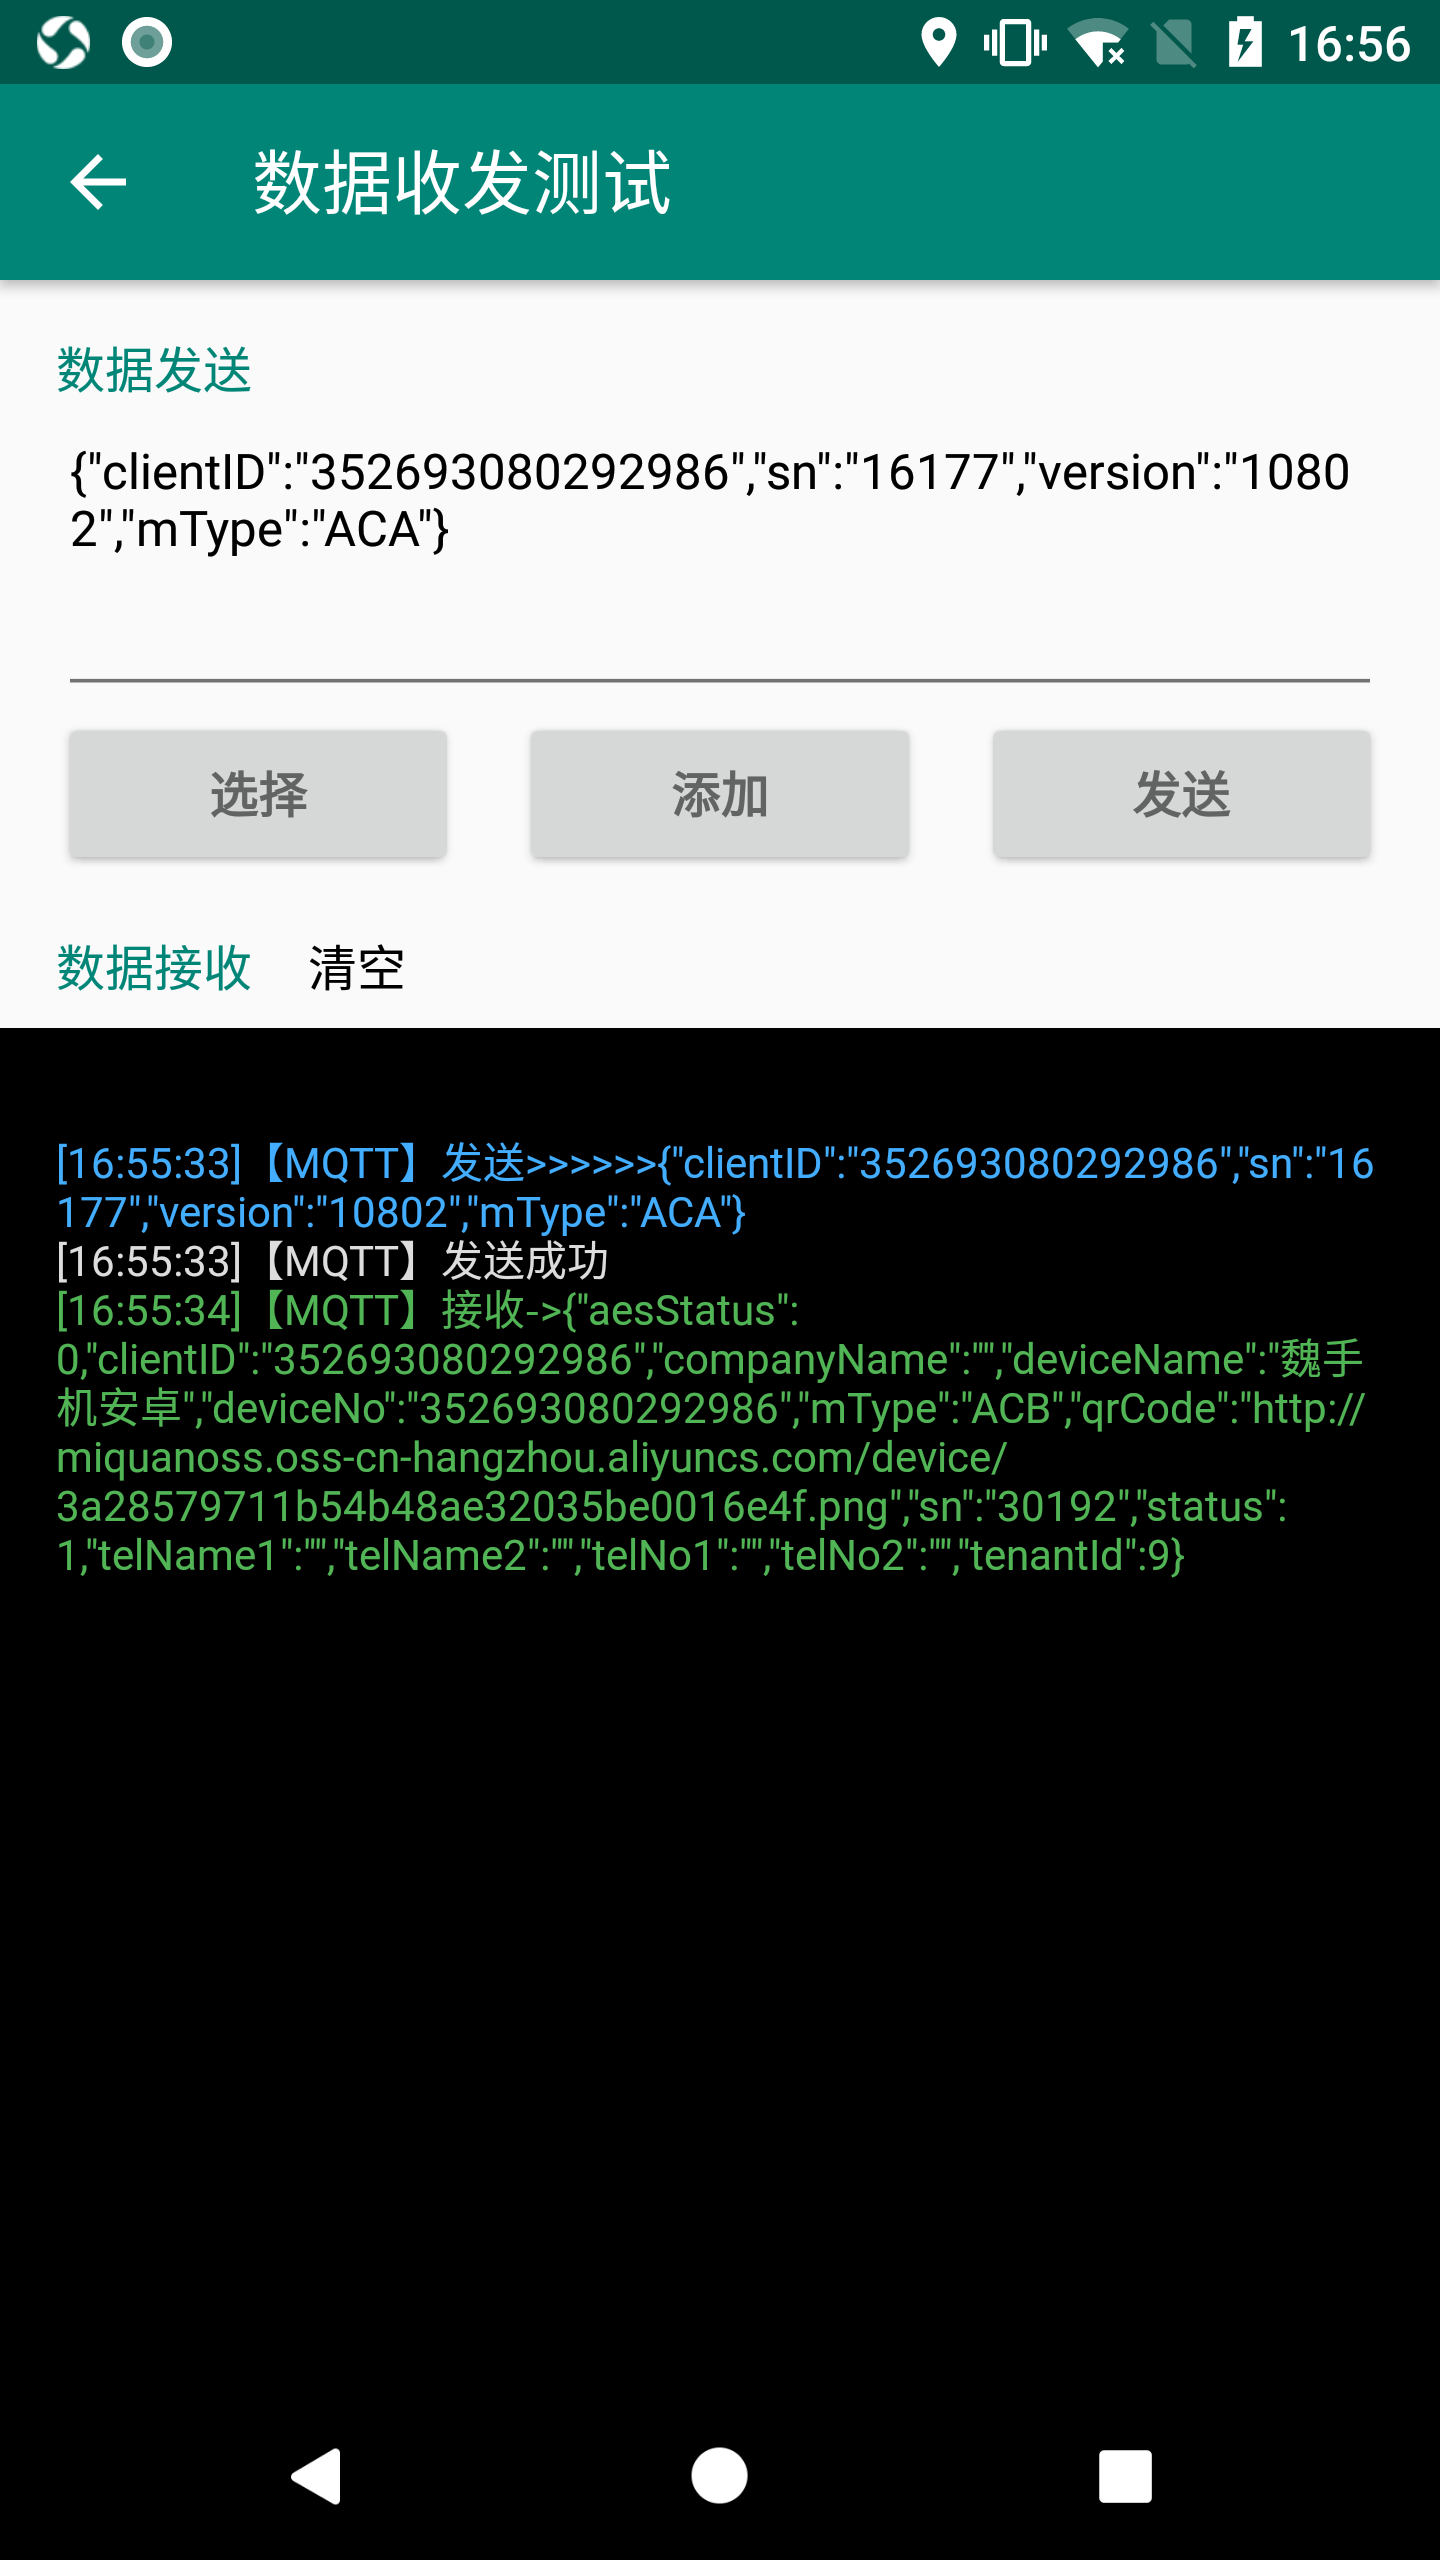 16:56
数据收发测试
数据发送
{"clientID":"352693080292986","sn":"16177","version":"1080
2","mType":"ACA"}
选择 添加 发送
数据接收 清空
[16:55:33]【MQTT】发送>>>>>>{"clientID":"352693080292986","sn":"16
177","version":"10802","mType":"ACA"}
[16:55:33]【MQTT】发送成功
[16:55:34]【MQTT】接收->{"aesStatus":
0,"clientID":"352693080292986","companyName":"","deviceName":"魏手
机安卓","deviceNo":"352693080292986","mType":"ACB","qrCode":"http://
miquanoss.oss-cn-hangzhou.aliyuncs.com/device/
3a28579711b54b48ae32035be0016e4f.png","sn":"30192","status":
1,"telName1":"","telName2":"","telNo1":"","telNo2":"","tenantId":9}